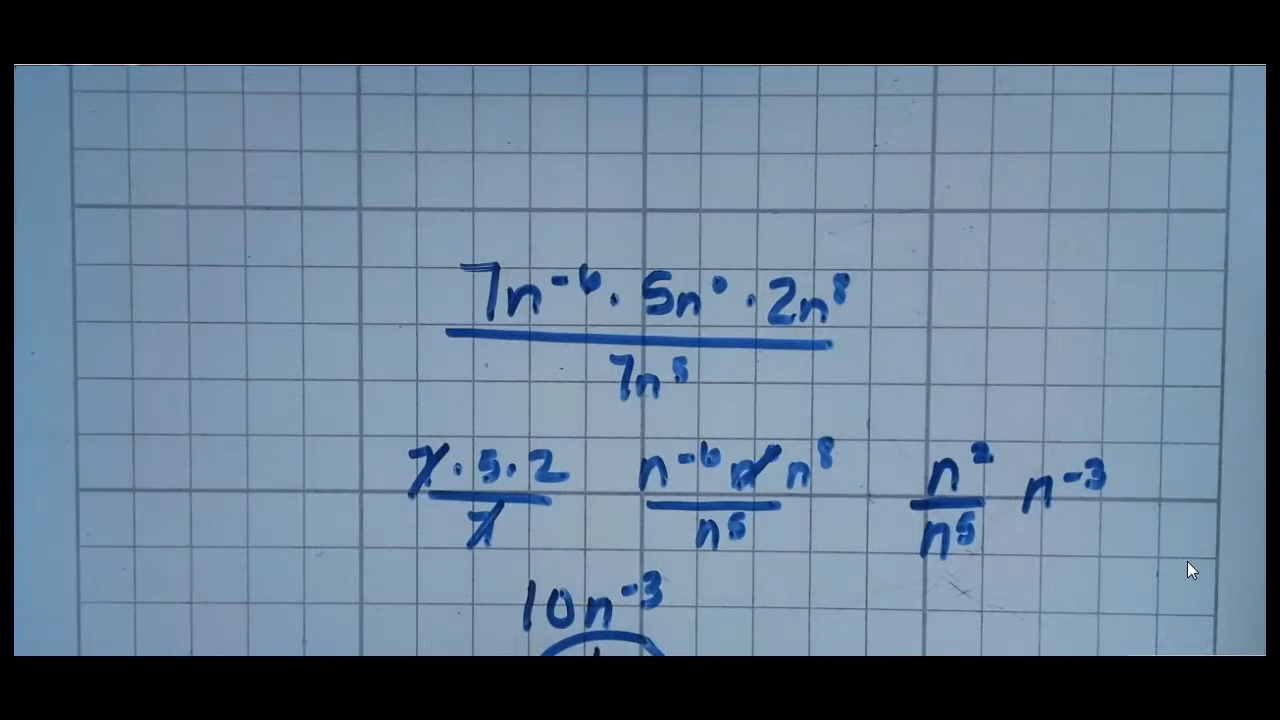 7n⁻⁶ · 5n⁰ · 2n⁸
7n⁵
7 · 5 · 2 n⁻⁶ n⁰ n⁸ n² n⁻³
7 n⁵ n⁵
10n⁻³